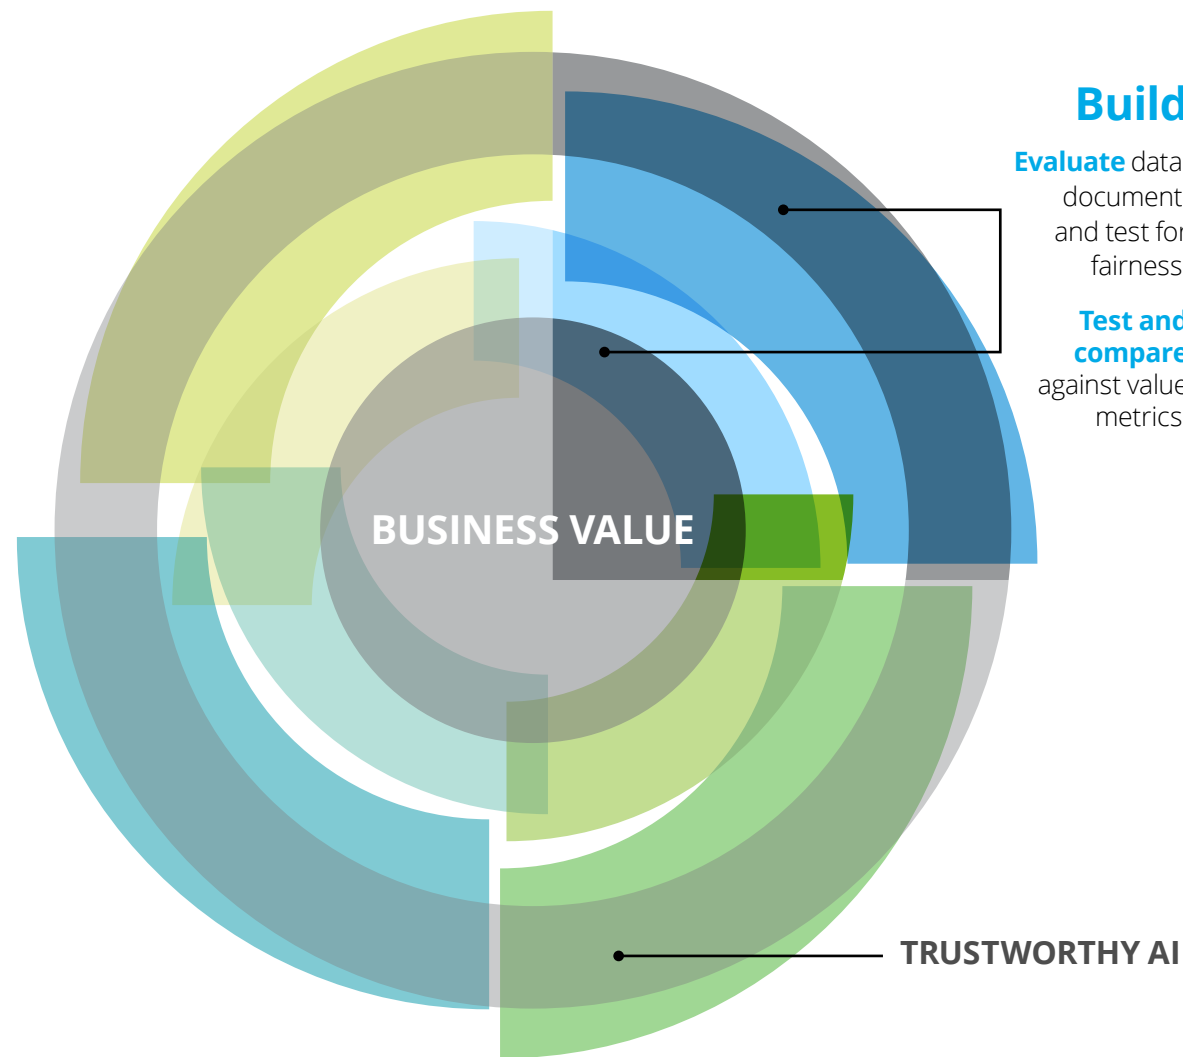 Build
Evaluate data
document
and test for
fairness
Test and
compare
against value
metrics
BUSINESS VALUE
TRUSTWORTHY AI